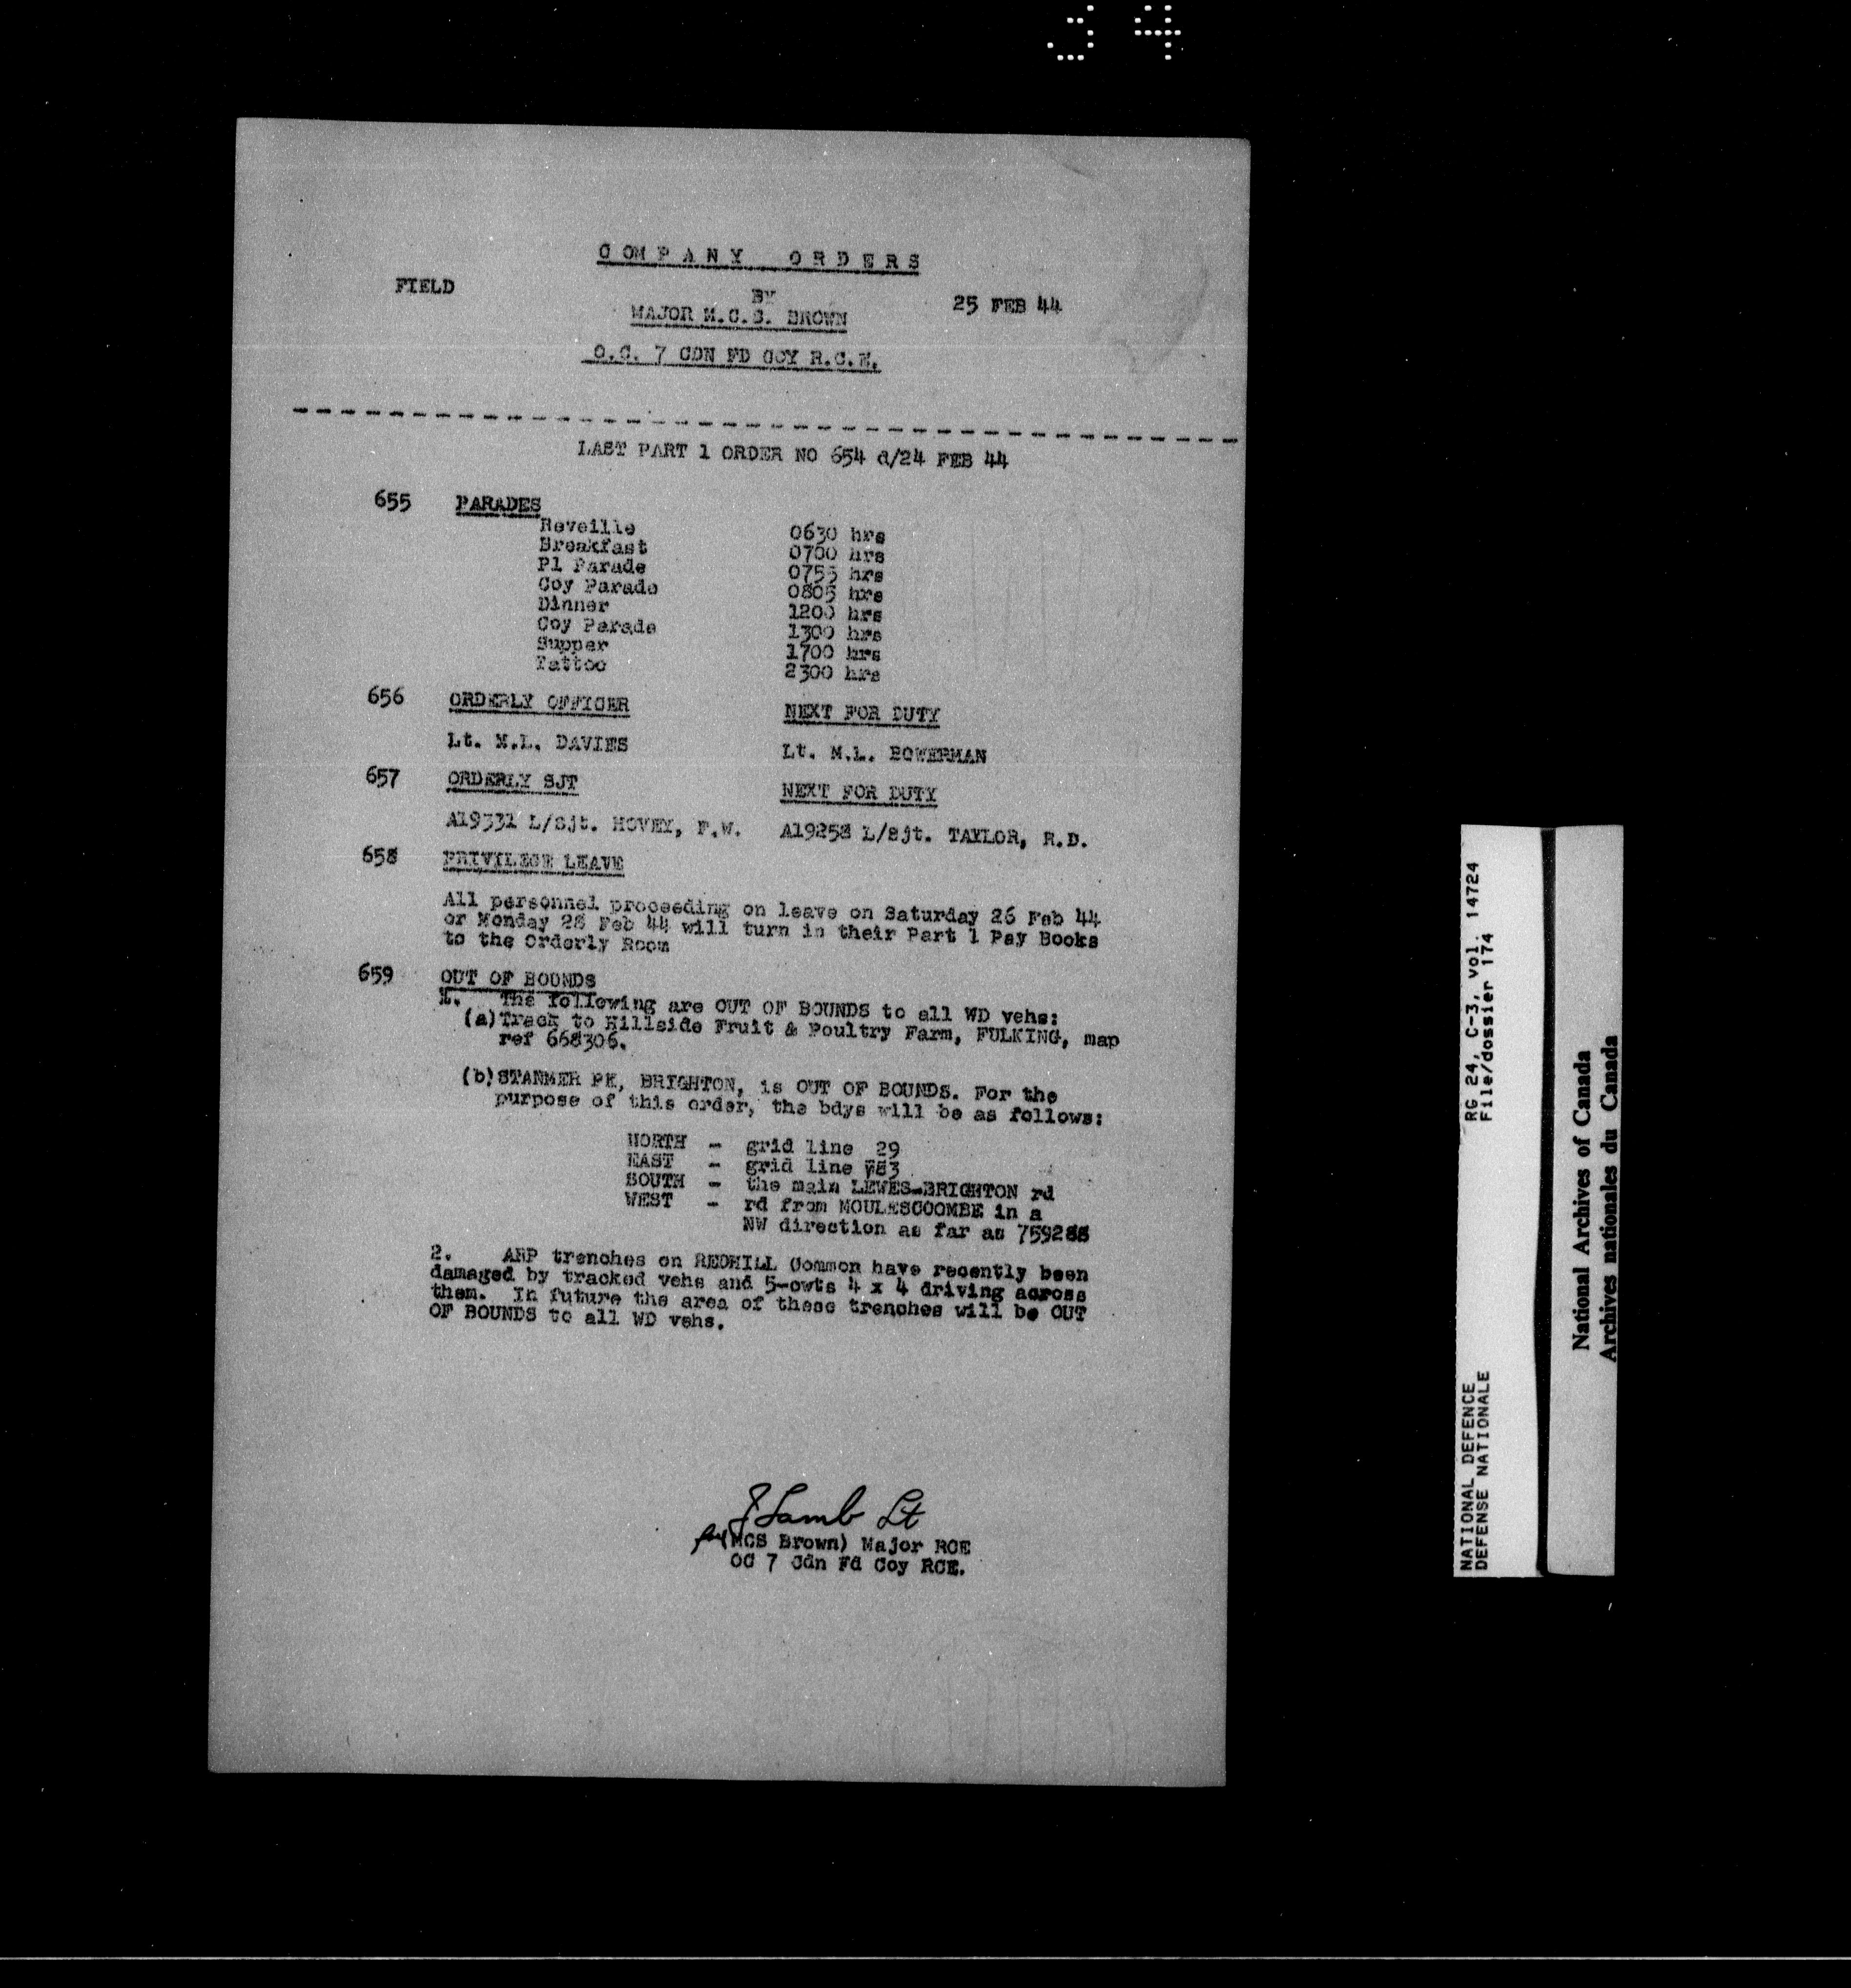 34
COMPANY ORDERS
FIELD
BY
25 FEB 44
MAJOR M.C.S. BROWN
O.C. 7 CDN FD COY R.C.E.
LAST PART 1 ORDER NO 654 d/24 FEB 44
655 PARADES
Reveille 0630 hrs
Breakfast 0700 hrs
Pl Parade 0755 hrs
Coy Parade 0805 hrs
Dinner 1200 hrs
Coy Parade 1300 hrs
Supper 1700 hrs
Tattoo 2300 hrs
656 ORDERLY OFFICER NEXT FOR DUTY
Lt. M.L. DAVIES Lt. M.L. BOWERMAN
657 ORDERLY SJT NEXT FOR DUTY
A19331 L/Sjt. HOVEY, F.W. A19258 L/Sjt. TAYLOR, R.D.
658 PRIVILEGE LEAVE
All personnel proceeding on leave on Saturday 26 Feb 44
or Monday 28 Feb 44 will turn in their Part 1 Pay Books
to the Orderly Room
659 OUT OF BOUNDS
1. The following are OUT OF BOUNDS to all WD vehs:
(a) Track to Hillside Fruit & Poultry Farm, FULKING, map
ref 668306.
(b) STANMER PK, BRIGHTON, is OUT OF BOUNDS. For the
purpose of this order, the bdys will be as follows:
NORTH - grid line 29
EAST - grid line 783
SOUTH - the main LEWES-BRIGHTON rd
WEST - rd from MOULESCOOMBE in a
NW direction as far as 759288
2. ARP trenches on REDHILL Common have recently been
damaged by tracked vehs and 5-cwts 4 x 4 driving across
them. In future the area of these trenches will be OUT
OF BOUNDS to all WD vehs.
J Lamb Lt
for (MCS Brown) Major RCE
OC 7 Cdn Fd Coy RCE.
NATIONAL DEFENCE RG 24, C-3, vol. 14724
DEFENSE NATIONALE File/dossier 174
National Archives of Canada
Archives nationales du Canada